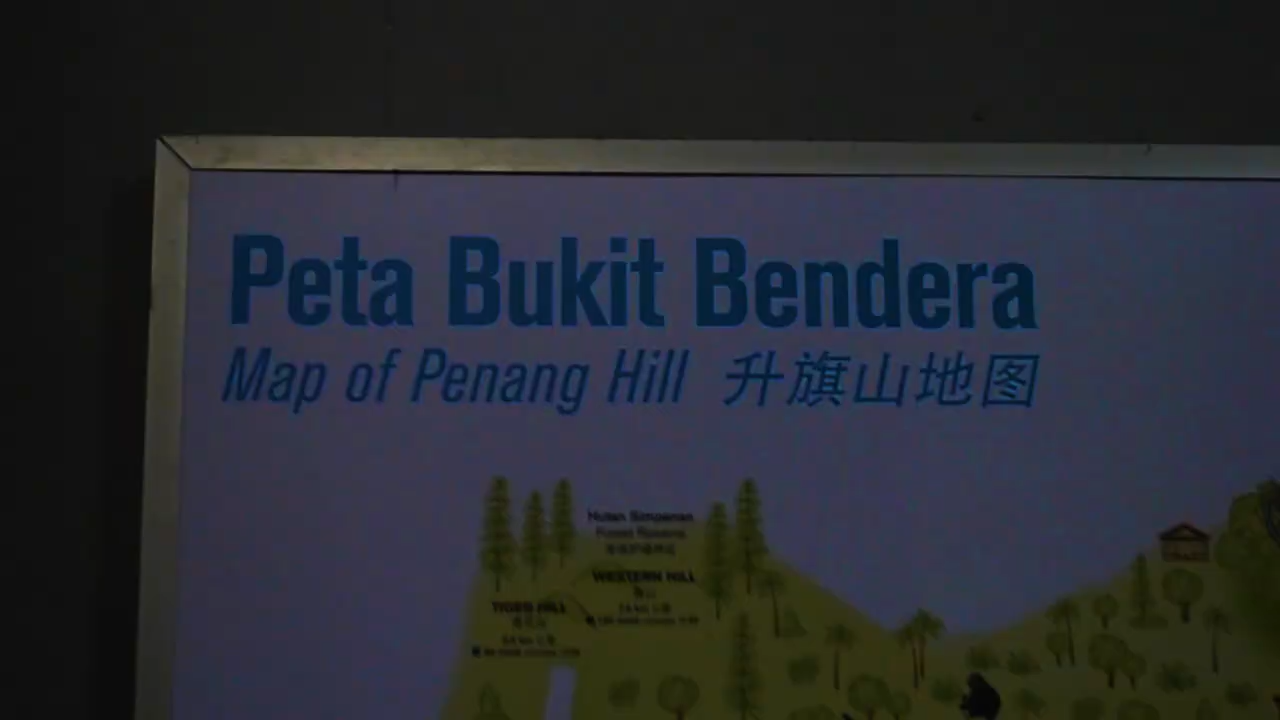 Peta Bukit Bendera
Map of Penang Hill 升旗山地图
Hutan Simpanan
Forest Reserve
WESTERN HILL
TIGER HILL